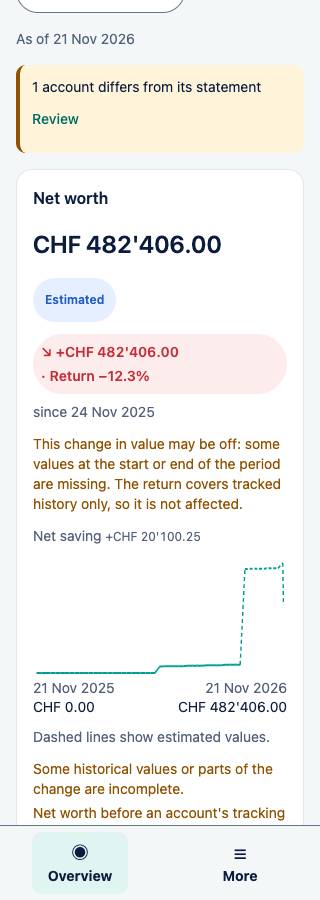 As of 21 Nov 2026
1 account differs from its statement
Review
Net worth
CHF 482'406.00
Estimated
↘ +CHF 482'406.00
· Return −12.3%
since 24 Nov 2025
This change in value may be off: some
values at the start or end of the period
are missing. The return covers tracked
history only, so it is not affected.
Net saving +CHF 20'100.25
21 Nov 2025 21 Nov 2026
CHF 0.00 CHF 482'406.00
Dashed lines show estimated values.
Some historical values or parts of the
change are incomplete.
Net worth before an account's tracking
Overview More